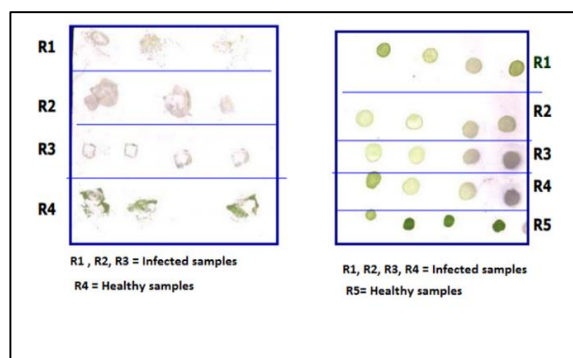 R1
R2
R3
R4
R1 , R2, R3 = Infected samples
R4 = Healthy samples
R1
R2
R3
R4
R5
R1, R2, R3, R4 = Infected samples
R5= Healthy samples